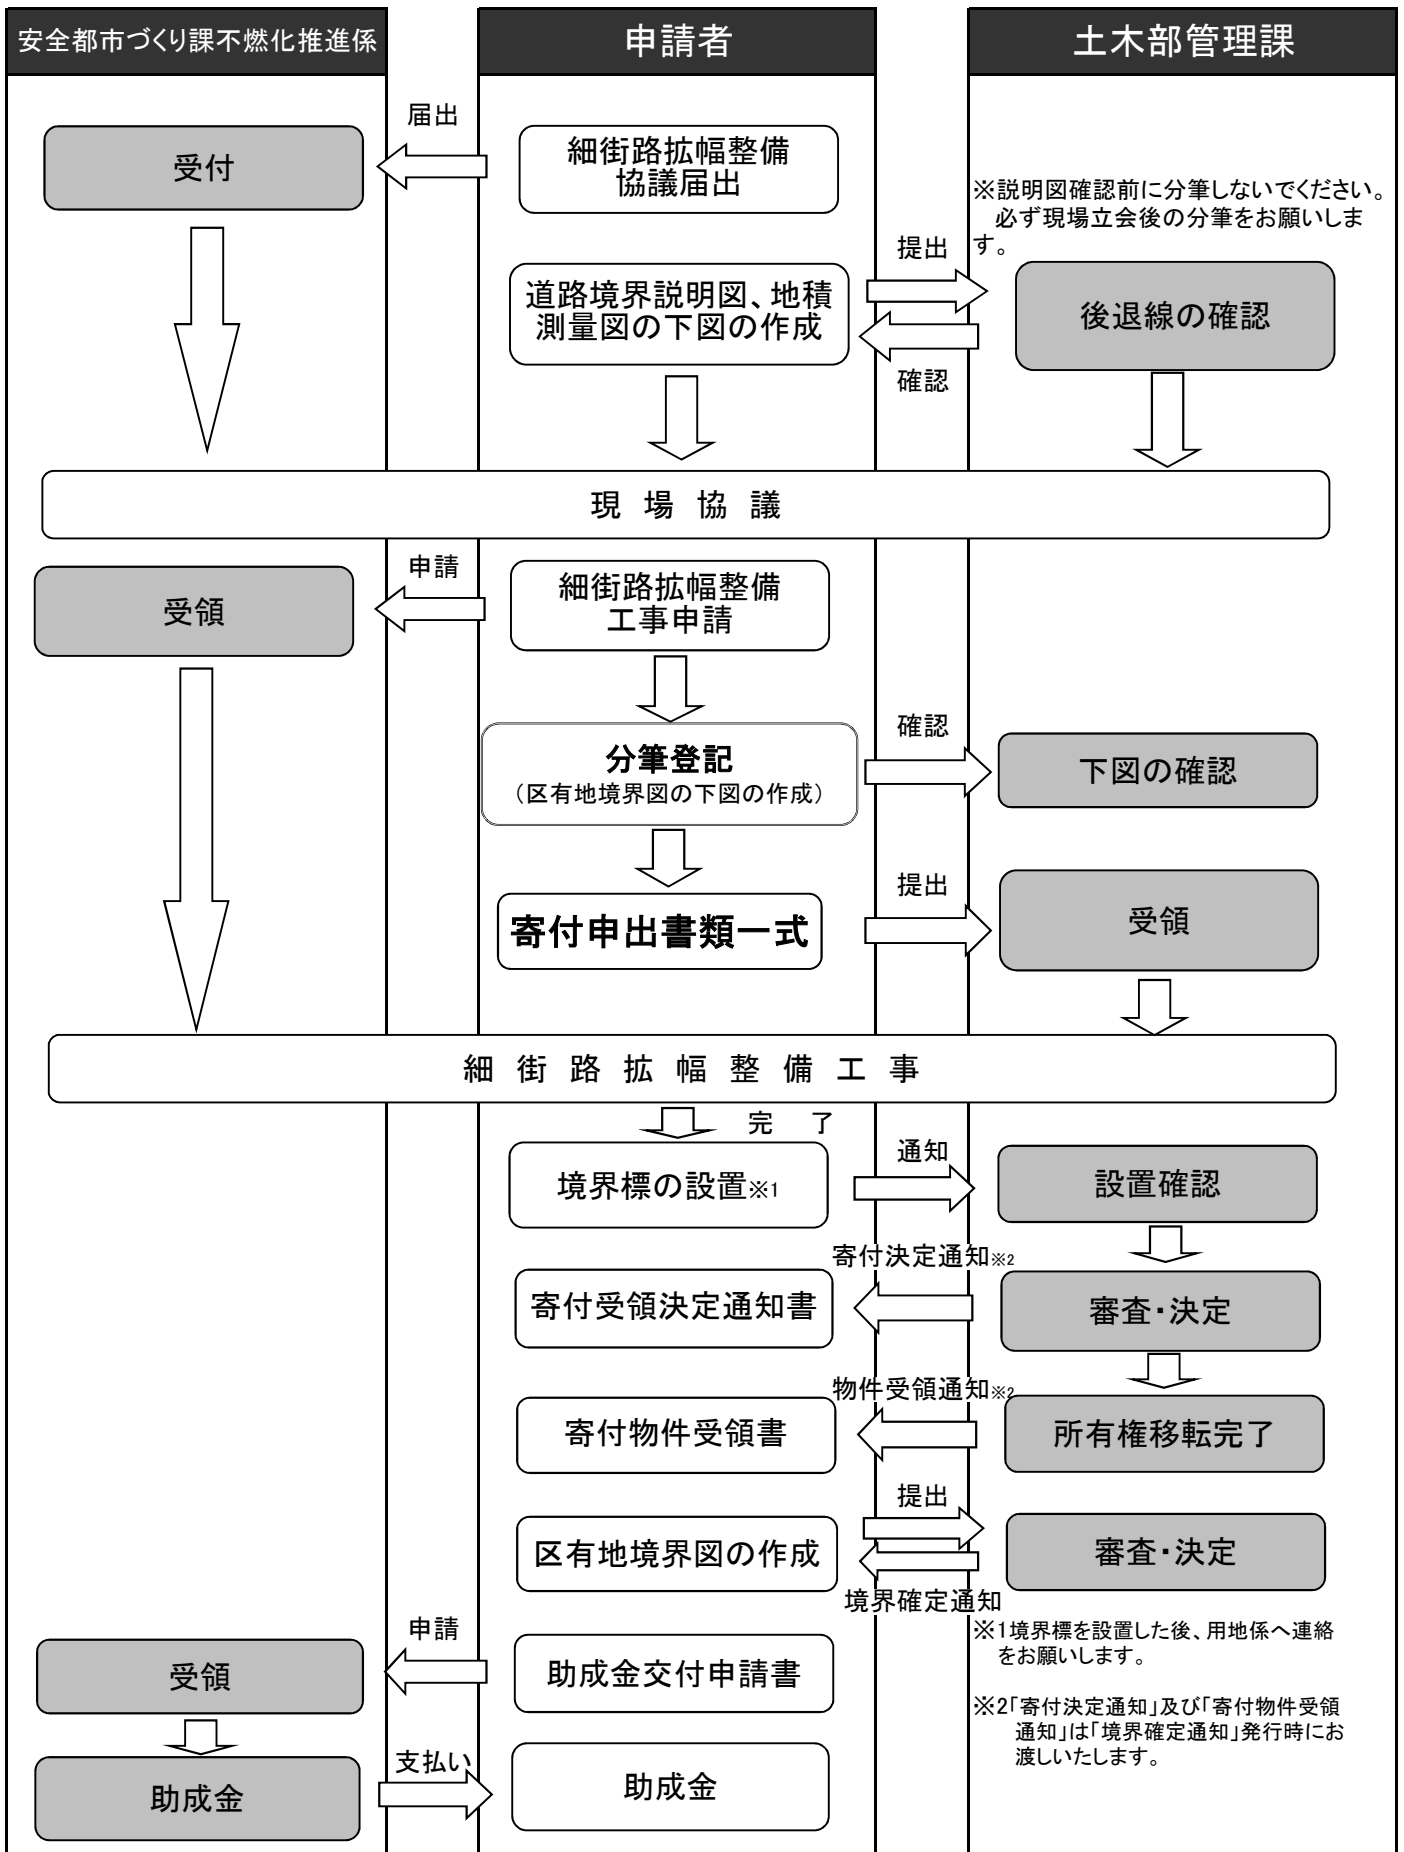 安全都市づくり課不燃化推進係
申請者
土木部管理課
届出
受付
細街路拡幅整備
協議届出
※説明図確認前に分筆しないでください。
必ず現場立会後の分筆をお願いしま
す。
提出
道路境界説明図、地積
測量図の下図の作成
後退線の確認
確認
現場協議
申請
受領
細街路拡幅整備
工事申請
分筆登記
（区有地境界図の下図の作成）
確認
下図の確認
寄付申出書類一式
提出
受領
細街路拡幅整備工事
完了
境界標の設置※1
通知
設置確認
寄付決定通知※2
寄付受領決定通知書
審査・決定
物件受領通知※2
寄付物件受領書
所有権移転完了
提出
区有地境界図の作成
審査・決定
境界確定通知
※1境界標を設置した後、用地係へ連絡
をお願いします。
申請
受領
助成金交付申請書
※2「寄付決定通知」及び「寄付物件受領
通知」は「境界確定通知」発行時にお
渡しいたします。
支払い
助成金
助成金